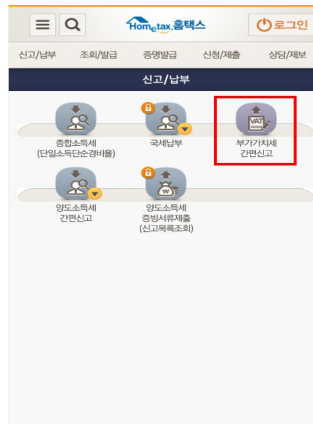 Hometax.홈택스
로그인
신고/납부 조회/발급 증명발급 신청/제출 상담/제보
신고/납부
종합소득세
(단일소득단순경비율)
국세납부
VAT
부가가치세
간편신고
양도소득세
간편신고
W
양도소득세
증빙서류제출
(신고목록조회)